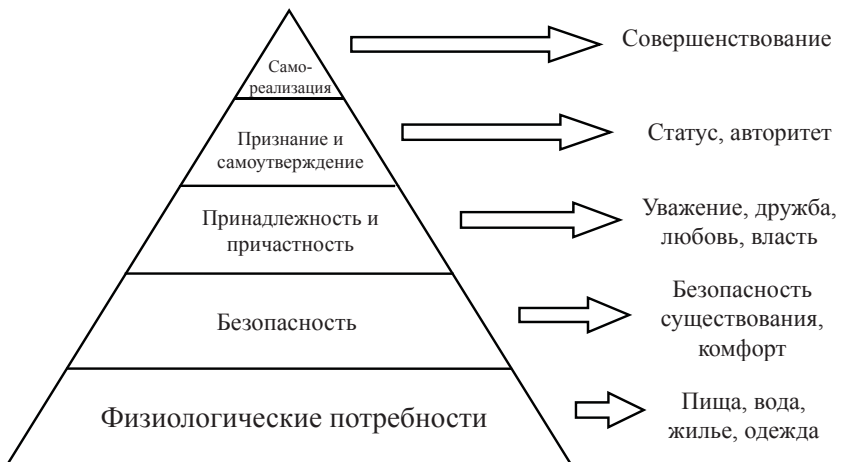 Само-
реализация
Совершенствование
Признание и
самоутверждение
Статус, авторитет
Принадлежность и
причастность
Уважение, дружба,
любовь, власть
Безопасность
Безопасность
существования,
комфорт
Физиологические потребности
Пища, вода,
жилье, одежда